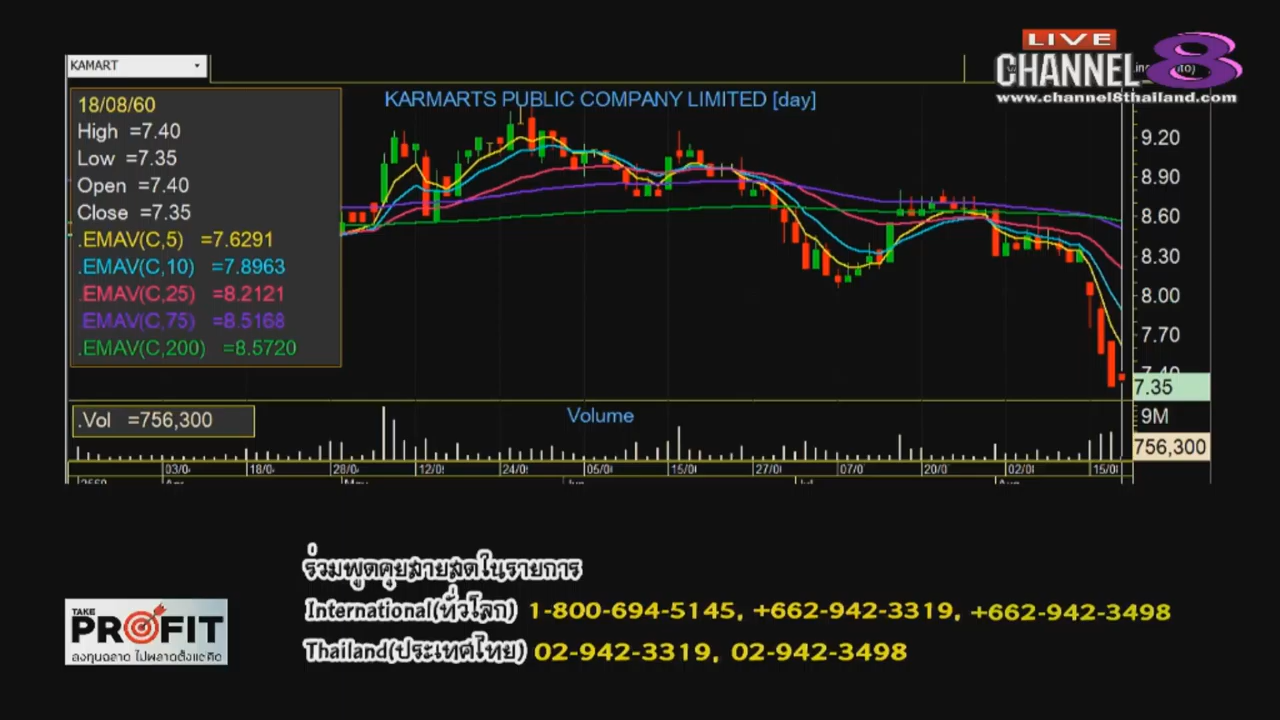 LIVE
CHANNEL 8
www.channel8thailand.com
KAMART
KARMARTS PUBLIC COMPANY LIMITED [day]
18/08/60
High =7.40
Low =7.35
Open =7.40
Close =7.35
.EMAV(C,5) =7.6291
.EMAV(C,10) =7.8963
.EMAV(C,25) =8.2121
.EMAV(C,75) =8.5168
.EMAV(C,200) =8.5720
9.20
8.90
8.60
8.30
8.00
7.70
7.40
7.35
.Vol =756,300
Volume
9M
756,300
03/0 18/0 28/0 12/0 24/0 05/0 15/0 27/0 07/0 20/0 02/0 15/0
ร่วมพูดคุยสายสดในรายการ
International(ทั่วโลก) 1-800-694-5145, +662-942-3319, +662-942-3498
Thailand(ประเทศไทย) 02-942-3319, 02-942-3498
TAKE
PROFIT
ลงทุนฉลาด ไม่พลาดตั้งแต่คิด